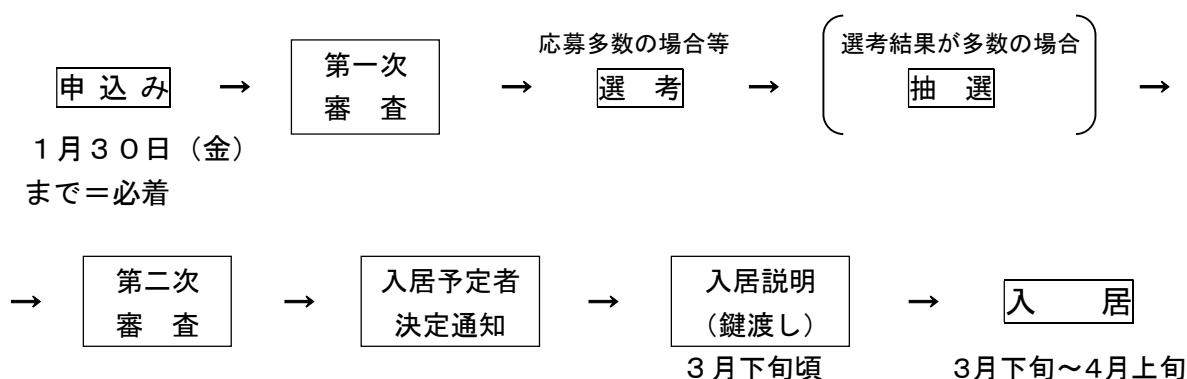 応募多数の場合等
選考結果が多数の場合
申込み → 第一次審査 → 選考 → 抽選 →
1月30日（金）
まで＝必着
→ 第二次審査 → 入居予定者決定通知 → 入居説明（鍵渡し） → 入居
3月下旬頃
3月下旬～4月上旬